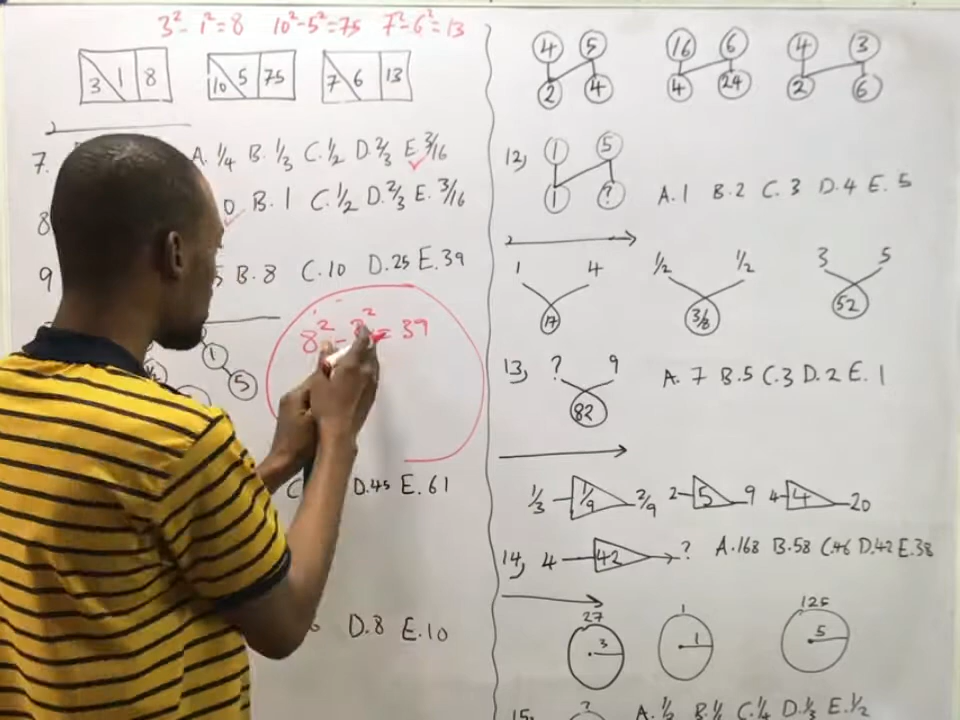 3² - 1² = 8 10² - 5² = 75 7² - 6² = 13
3 1 8 10 5 75 7 6 13
7. A. 1/4 B. 1/3 C. 1/2 D. 2/3 E. 3/16
8 0 B. 1 C. 1/2 D. 2/3 E. 3/16
9 5 B. 8 C. 10 D. 25 E. 39
8² - ² = 39
1
1/2 5
C D. 45 E. 61
D. 8 E. 10
4 5 16 6 4 3
2 4 4 24 2 6
12, 1 5
1 ? A. 1 B. 2 C. 3 D. 4 E. 5
1 4 1/2 1/2 3 5
17 3/8 52
13, ? 9 A. 7 B. 5 C. 3 D. 2 E. 1
82
1/3 1/9 2/9 2 5 9 4 4 20
14, 4 42 ? A. 168 B. 58 C. 46 D. 42 E. 38
27 1 125
3 1 5
15, ? A. 1/2 B. 1/ C. 1/4 D. 1/3 E. 1/2